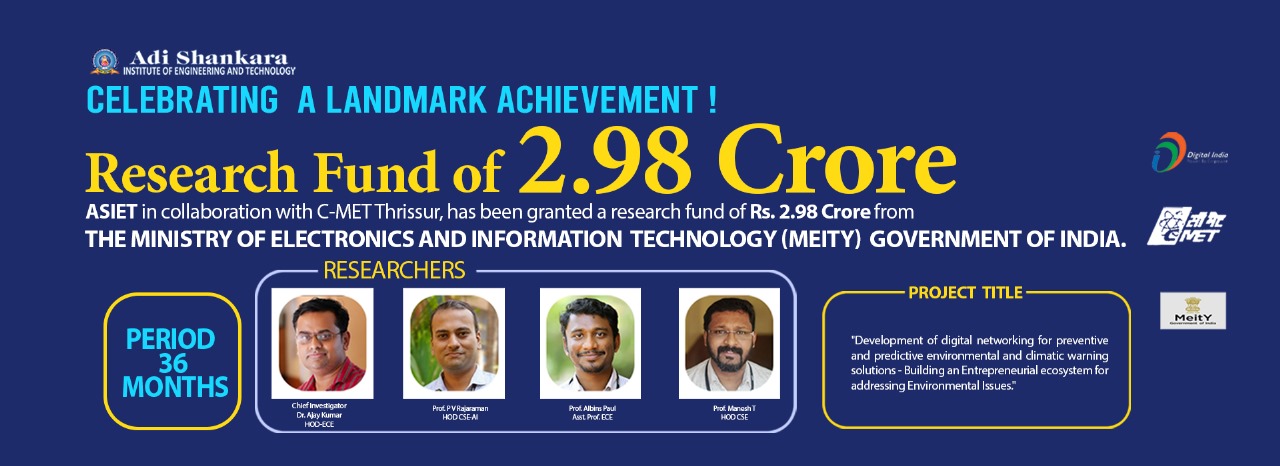 Adi Shankara
INSTITUTE OF ENGINEERING AND TECHNOLOGY
CELEBRATING A LANDMARK ACHIEVEMENT !
Research Fund of 2.98 Crore
ASIET in collaboration with C-MET Thrissur, has been granted a research fund of Rs. 2.98 Crore from
THE MINISTRY OF ELECTRONICS AND INFORMATION TECHNOLOGY (MEITY) GOVERNMENT OF INDIA.
Digital India
सी मेट
C-MET
MeitY
Government of India
PERIOD
36
MONTHS
RESEARCHERS
Chief Investigator
Dr. Ajay Kumar
HOD-ECE
Prof. P V Rajaraman
HOD CSE-AI
Prof. Albins Paul
Asst. Prof. ECE
Prof. Manesh T
HOD CSE
PROJECT TITLE
"Development of digital networking for preventive
and predictive environmental and climatic warning
solutions - Building an Entrepreneurial ecosystem for
addressing Environmental Issues."